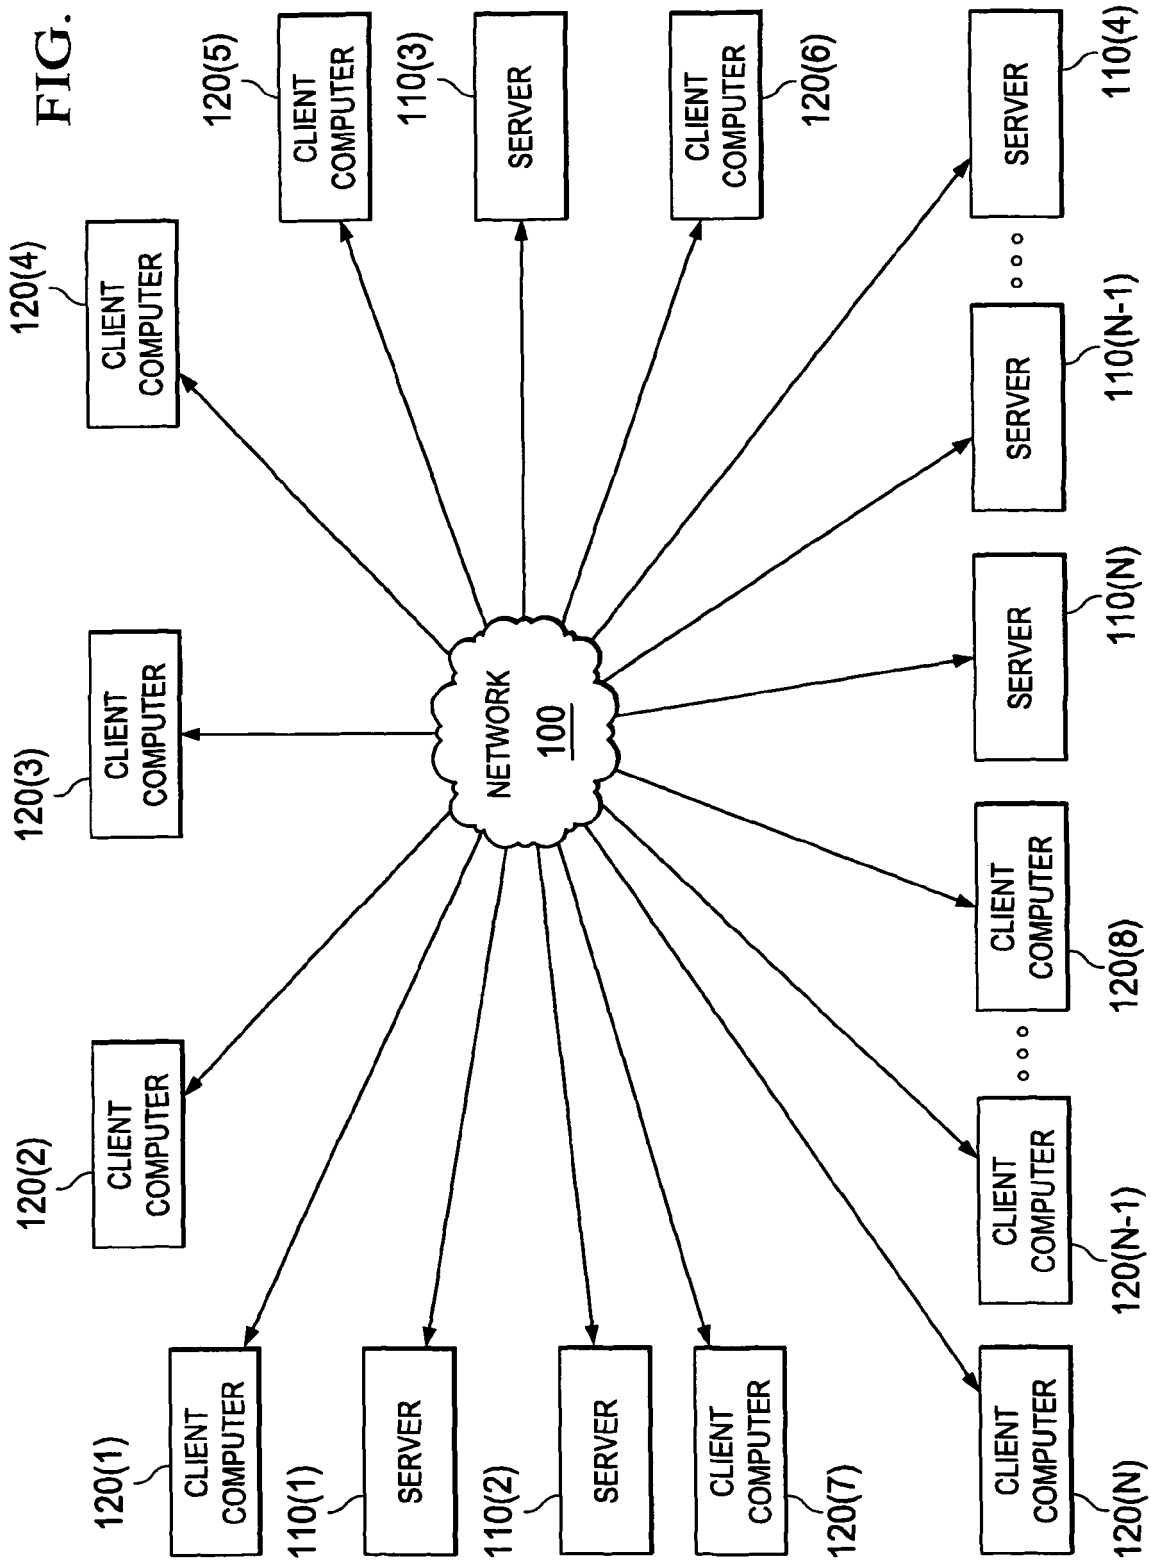 FIG.
120(1)
CLIENT
COMPUTER
120(2)
CLIENT
COMPUTER
120(3)
CLIENT
COMPUTER
120(4)
CLIENT
COMPUTER
120(5)
CLIENT
COMPUTER
110(1)
SERVER
110(2)
SERVER
NETWORK
100
110(3)
SERVER
CLIENT
COMPUTER
120(7)
CLIENT
COMPUTER
120(6)
CLIENT
COMPUTER
120(N)
CLIENT
COMPUTER
120(N-1)
CLIENT
COMPUTER
120(8)
SERVER
110(N)
SERVER
110(N-1)
SERVER
110(4)